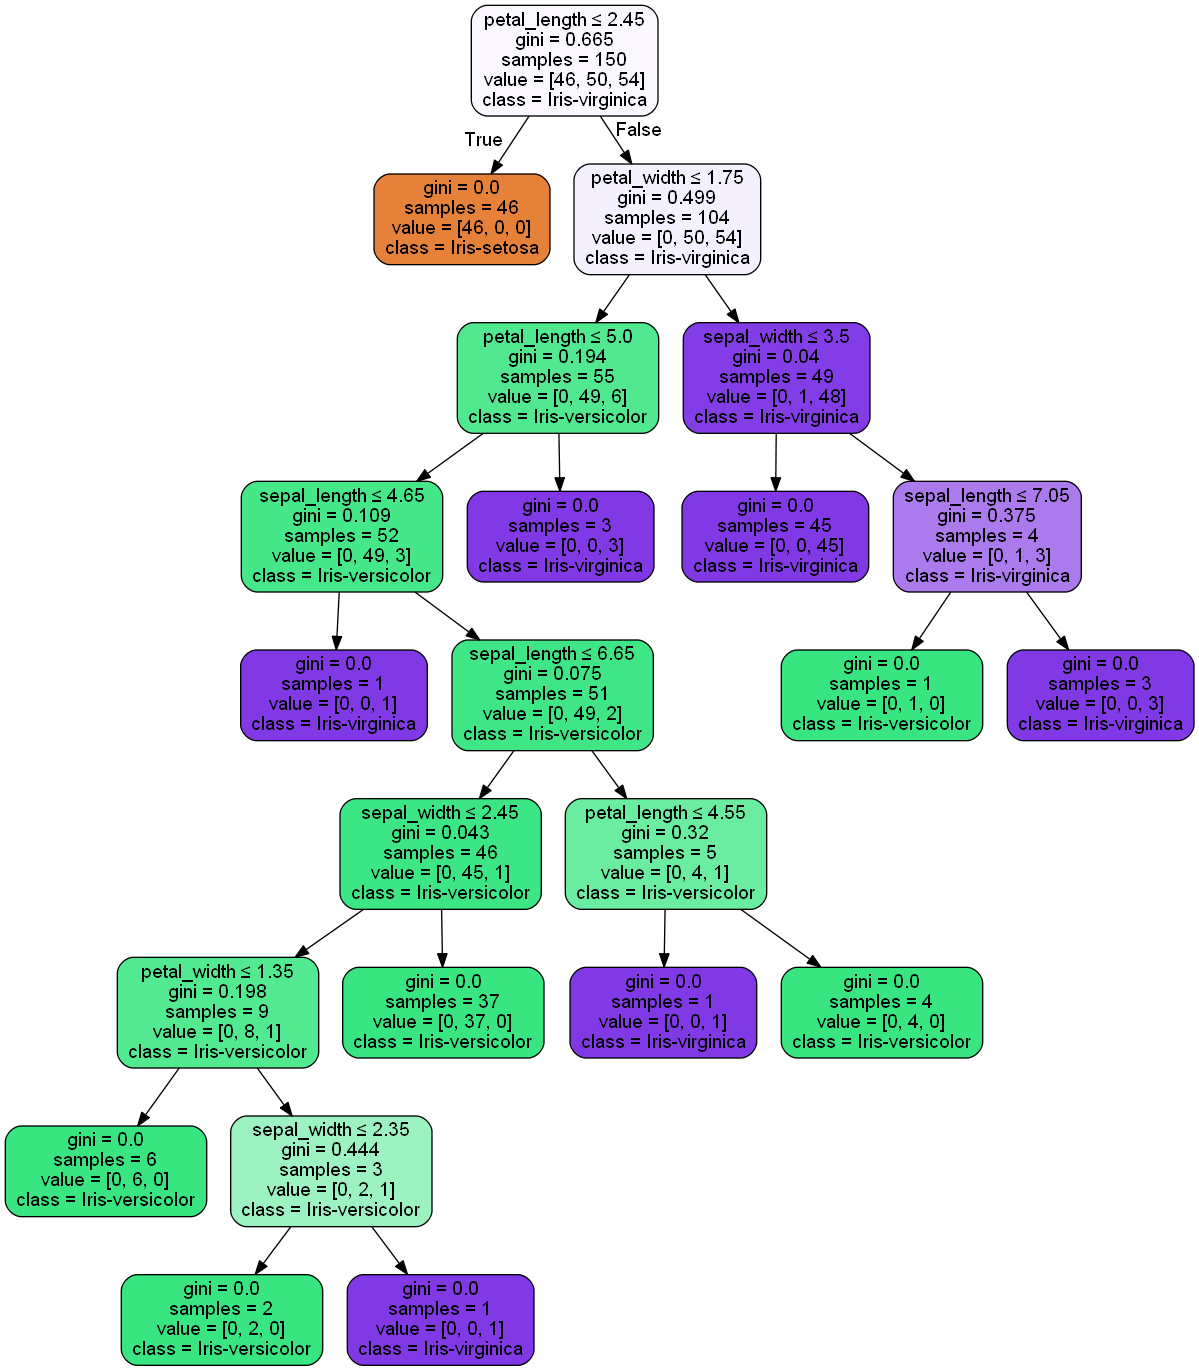 petal_length ≤ 2.45
gini = 0.665
samples = 150
value = [46, 50, 54]
class = Iris-virginica
True
False
gini = 0.0
samples = 46
value = [46, 0, 0]
class = Iris-setosa
petal_width ≤ 1.75
gini = 0.499
samples = 104
value = [0, 50, 54]
class = Iris-virginica
petal_length ≤ 5.0
gini = 0.194
samples = 55
value = [0, 49, 6]
class = Iris-versicolor
sepal_width ≤ 3.5
gini = 0.04
samples = 49
value = [0, 1, 48]
class = Iris-virginica
sepal_length ≤ 4.65
gini = 0.109
samples = 52
value = [0, 49, 3]
class = Iris-versicolor
gini = 0.0
samples = 3
value = [0, 0, 3]
class = Iris-virginica
gini = 0.0
samples = 45
value = [0, 0, 45]
class = Iris-virginica
sepal_length ≤ 7.05
gini = 0.375
samples = 4
value = [0, 1, 3]
class = Iris-virginica
gini = 0.0
samples = 1
value = [0, 0, 1]
class = Iris-virginica
sepal_length ≤ 6.65
gini = 0.075
samples = 51
value = [0, 49, 2]
class = Iris-versicolor
gini = 0.0
samples = 1
value = [0, 1, 0]
class = Iris-versicolor
gini = 0.0
samples = 3
value = [0, 0, 3]
class = Iris-virginica
sepal_width ≤ 2.45
gini = 0.043
samples = 46
value = [0, 45, 1]
class = Iris-versicolor
petal_length ≤ 4.55
gini = 0.32
samples = 5
value = [0, 4, 1]
class = Iris-versicolor
petal_width ≤ 1.35
gini = 0.198
samples = 9
value = [0, 8, 1]
class = Iris-versicolor
gini = 0.0
samples = 37
value = [0, 37, 0]
class = Iris-versicolor
gini = 0.0
samples = 1
value = [0, 0, 1]
class = Iris-virginica
gini = 0.0
samples = 4
value = [0, 4, 0]
class = Iris-versicolor
gini = 0.0
samples = 6
value = [0, 6, 0]
class = Iris-versicolor
sepal_width ≤ 2.35
gini = 0.444
samples = 3
value = [0, 2, 1]
class = Iris-versicolor
gini = 0.0
samples = 2
value = [0, 2, 0]
class = Iris-versicolor
gini = 0.0
samples = 1
value = [0, 0, 1]
class = Iris-virginica